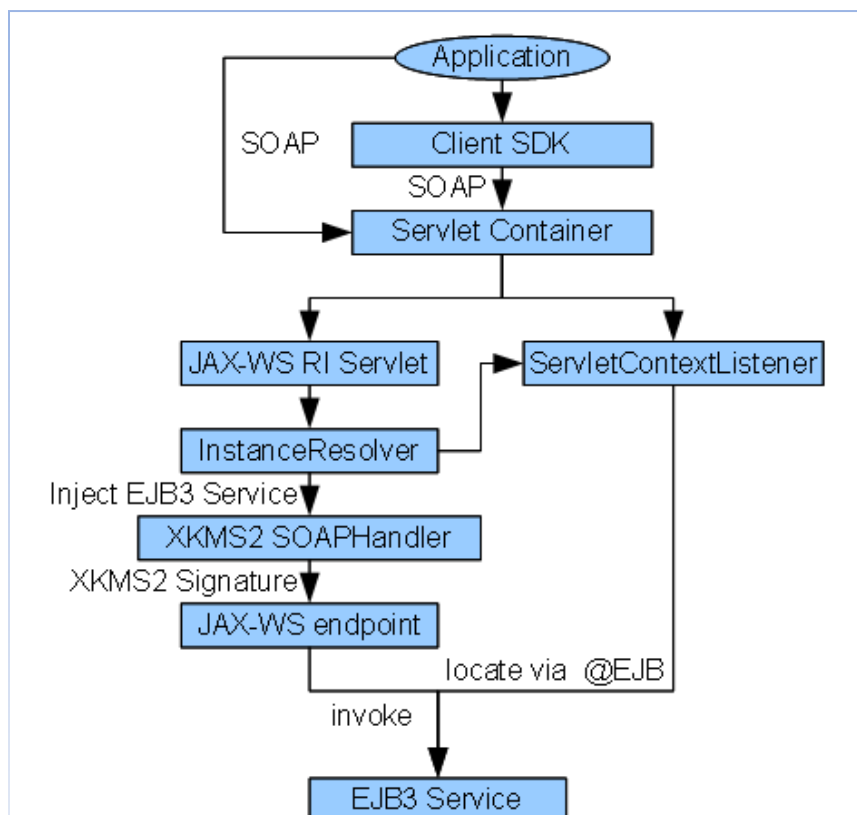 Application
SOAP
Client SDK
SOAP
Servlet Container
JAX-WS RI Servlet
ServletContextListener
InstanceResolver
Inject EJB3 Service
XKMS2 SOAPHandler
XKMS2 Signature
JAX-WS endpoint
locate via @EJB
invoke
EJB3 Service